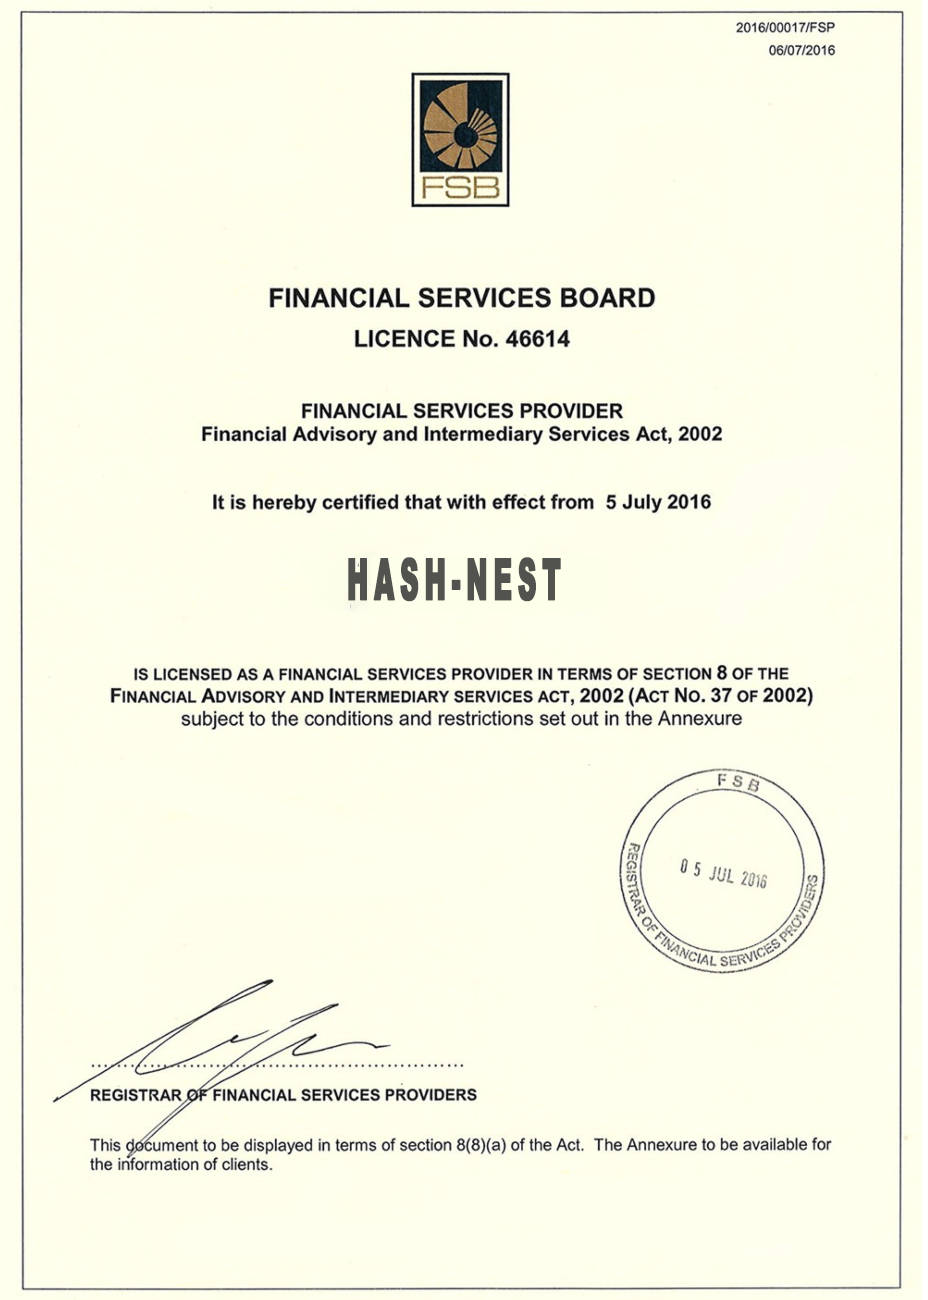 2016/00017/FSP
06/07/2016
FSB
FINANCIAL SERVICES BOARD
LICENCE No. 46614
FINANCIAL SERVICES PROVIDER
Financial Advisory and Intermediary Services Act, 2002
It is hereby certified that with effect from 5 July 2016
HASH-NEST
IS LICENSED AS A FINANCIAL SERVICES PROVIDER IN TERMS OF SECTION 8 OF THE
FINANCIAL ADVISORY AND INTERMEDIARY SERVICES ACT, 2002 (ACT NO. 37 OF 2002)
subject to the conditions and restrictions set out in the Annexure
FSB
05 JUL 2016
REGISTRAR OF FINANCIAL SERVICES PROVIDERS
REGISTRAR OF FINANCIAL SERVICES PROVIDERS
This document to be displayed in terms of section 8(8)(a) of the Act. The Annexure to be available for
the information of clients.